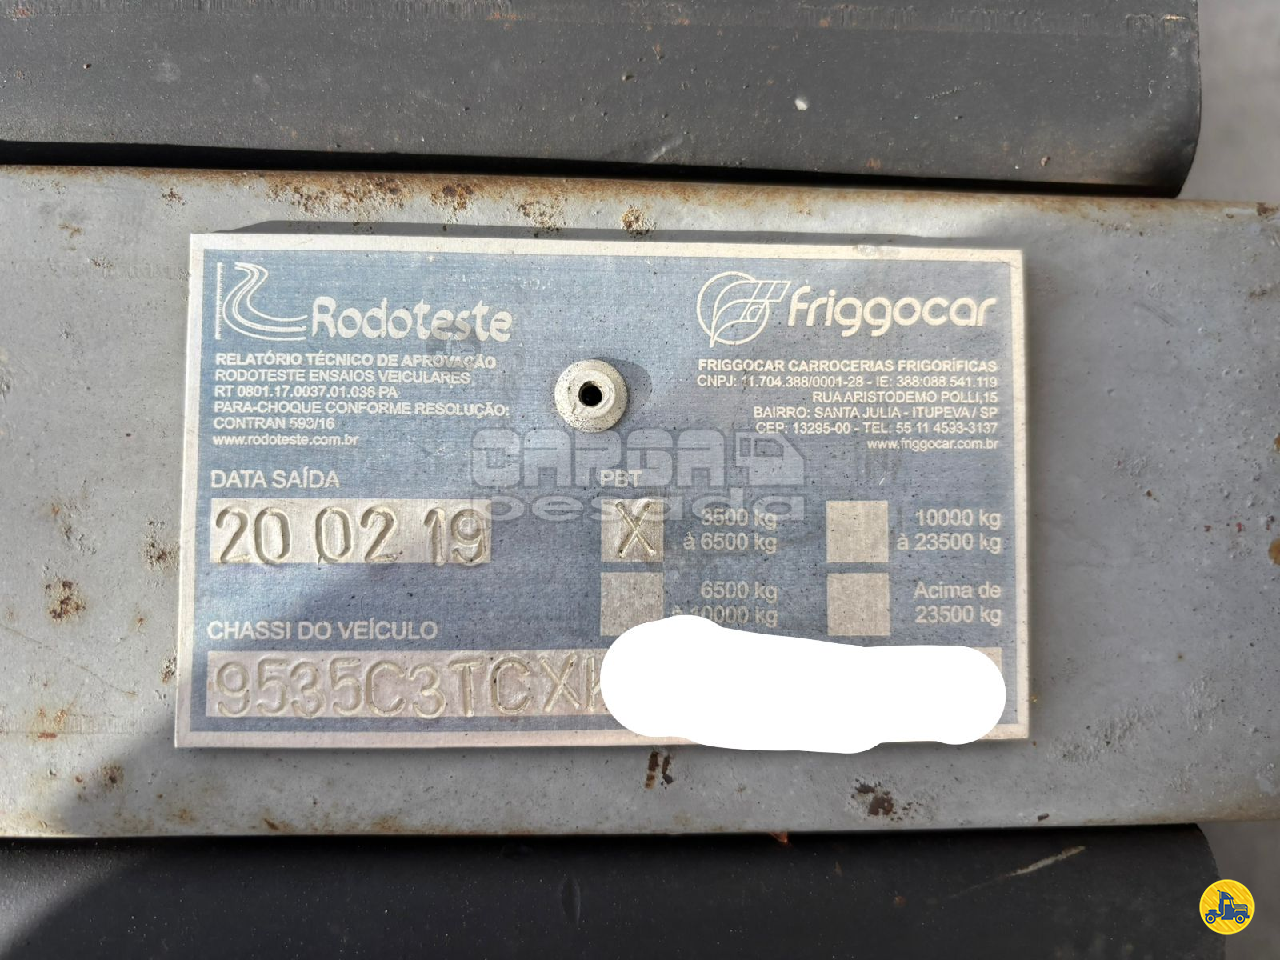 Rodoteste
RELATÓRIO TÉCNICO DE APROVAÇÃO
RODOTESTE ENSAIOS VEICULARES
RT 0801.17.0037.01.036 PA
PARA-CHOQUE CONFORME RESOLUÇÃO:
CONTRAN 593/16
www.rodoteste.com.br
friggocar
FRIGGOCAR CARROCERIAS FRIGORÍFICAS
CNPJ: 11.704.388/0001-28 - IE: 388.088.541.119
RUA ARISTODEMO POLLI,15
BAIRRO: SANTA JULIA - ITUPEVA / SP
CEP: 13295-00 - TEL: 55 11 4593-3137
www.friggocar.com.br
CARGA
pesada
DATA SAÍDA
20 02 19
PBT
X
3500 kg
à 6500 kg
10000 kg
à 23500 kg
6500 kg
à 10000 kg
Acima de
23500 kg
CHASSI DO VEÍCULO
9535C3TCX